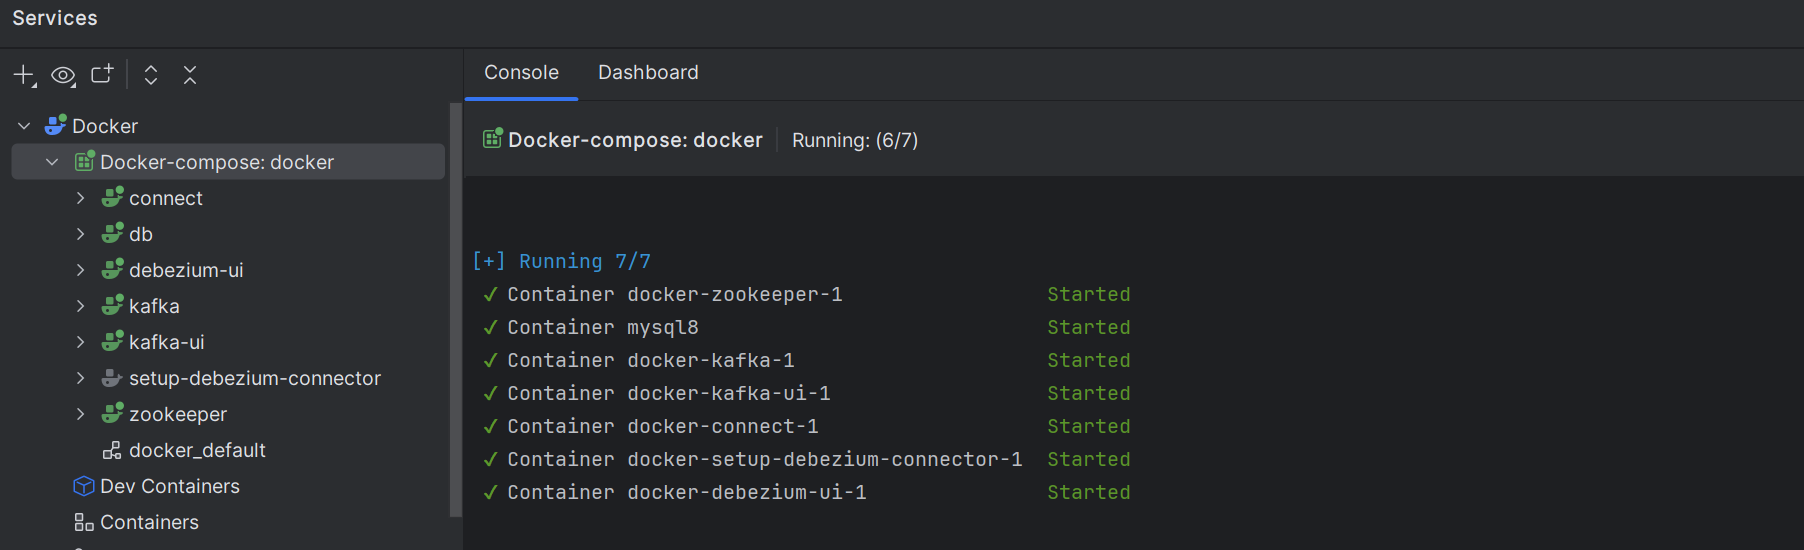 Services
Docker
Docker-compose: docker
connect
db
debezium-ui
kafka
kafka-ui
setup-debezium-connector
zookeeper
docker_default
Dev Containers
Containers
Console Dashboard
Docker-compose: docker Running: (6/7)
[+] Running 7/7
✓ Container docker-zookeeper-1 Started
✓ Container mysql8 Started
✓ Container docker-kafka-1 Started
✓ Container docker-kafka-ui-1 Started
✓ Container docker-connect-1 Started
✓ Container docker-setup-debezium-connector-1 Started
✓ Container docker-debezium-ui-1 Started